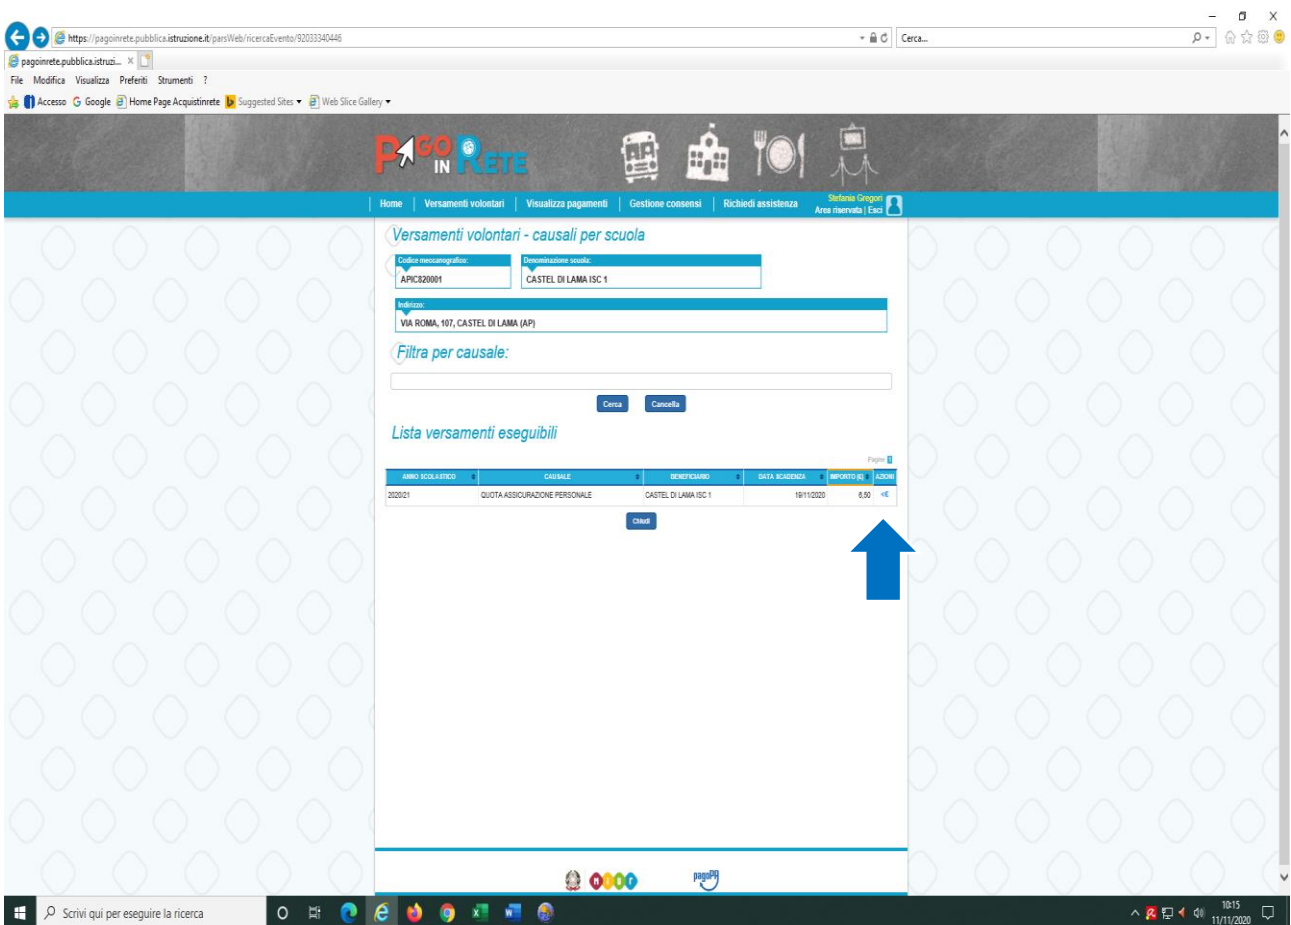 https://pagoinrete.pubblica.istruzione.it/parsWeb/ricercaEvento/92033340446
Cerca...
pagoinrete.pubblica.istruzi...
File Modifica Visualizza Preferiti Strumenti ?
Accesso Google Home Page Acquistinrete Suggested Sites Web Slice Gallery
PAGO IN RETE
Home | Versamenti volontari | Visualizza pagamenti | Gestione consensi | Richiedi assistenza
Stefania Gregori
Area riservata | Esci
Versamenti volontari - causali per scuola
Codice meccanografico: Denominazione scuola:
APIC820001 CASTEL DI LAMA ISC 1
Indirizzo:
VIA ROMA, 107, CASTEL DI LAMA (AP)
Filtra per causale:
Cerca Cancella
Lista versamenti eseguibili
Pagine: 1
ANNO SCOLASTICO CAUSALE BENEFICIARIO DATA SCADENZA IMPORTO (€) AZIONI
2020/21 QUOTA ASSICURAZIONE PERSONALE CASTEL DI LAMA ISC 1 19/11/2020 6,50
Chiudi
MIUR pagoPA
Scrivi qui per eseguire la ricerca
10:15
11/11/2020